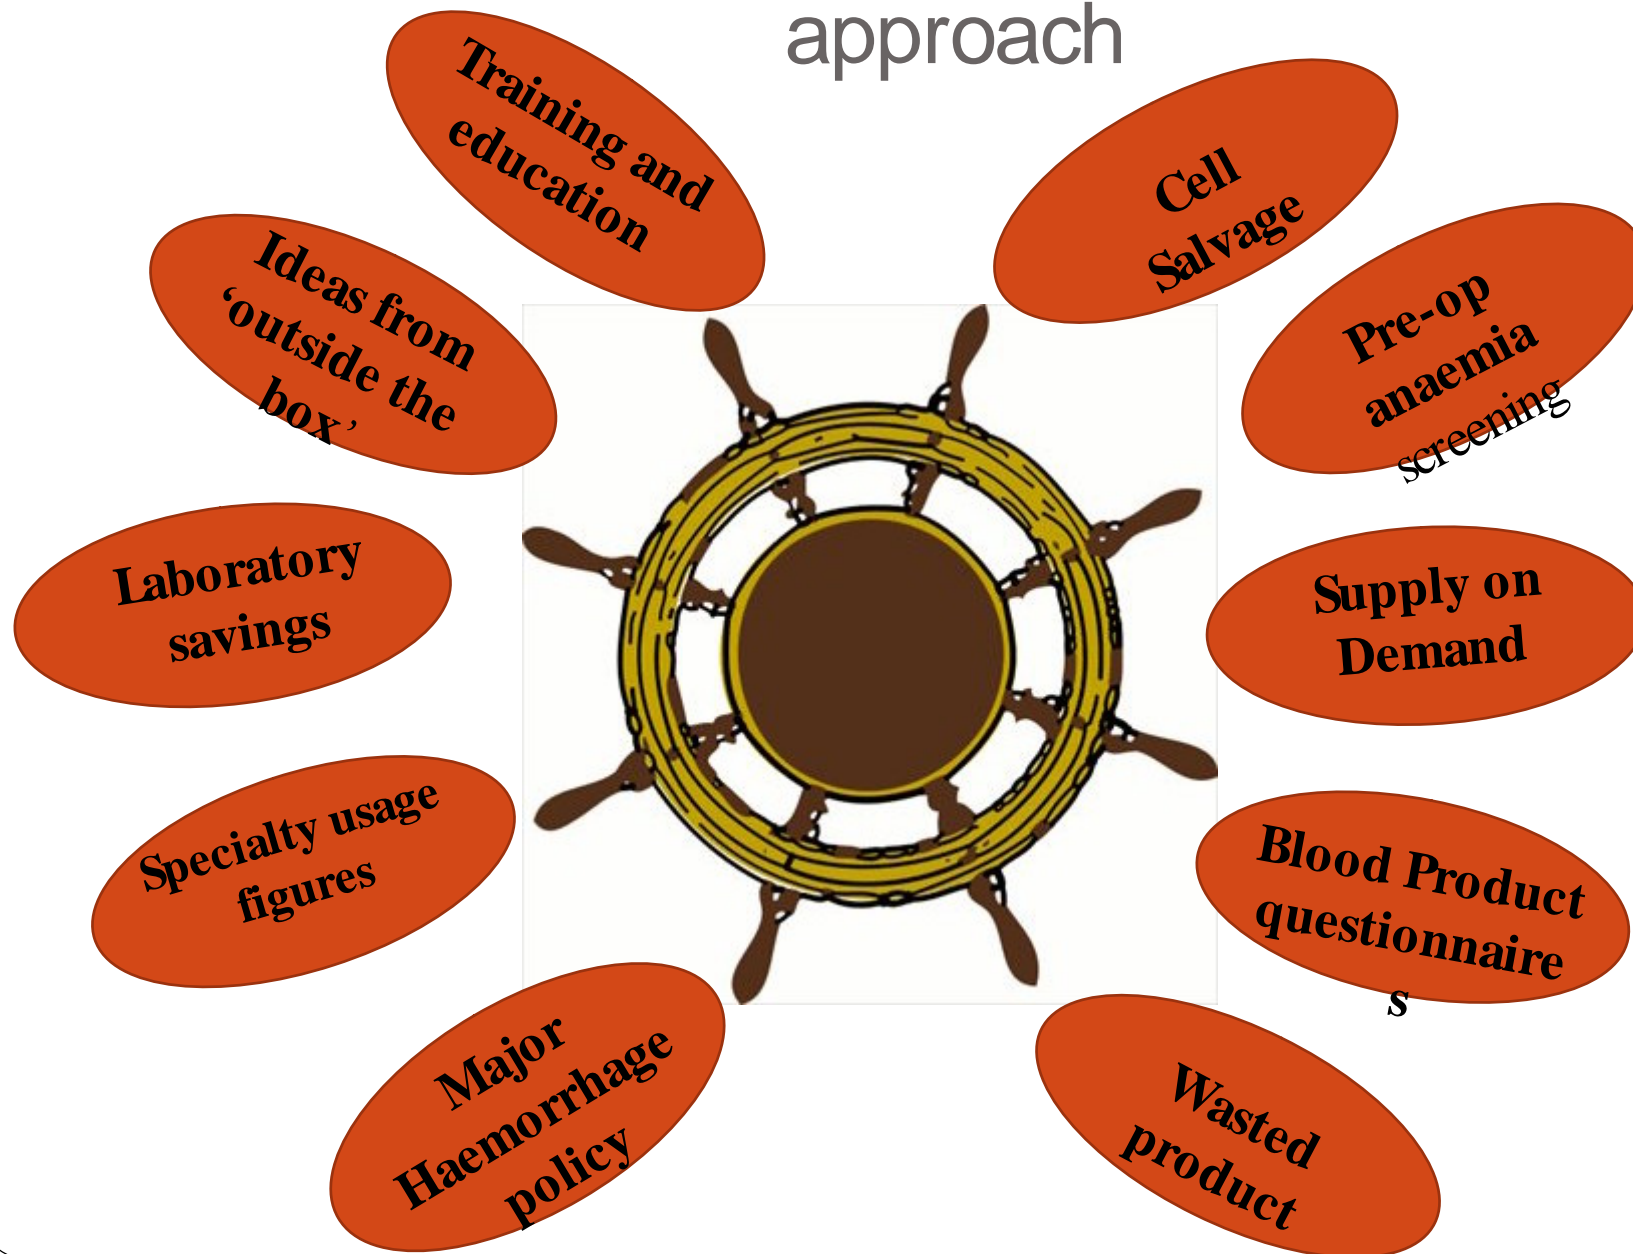 approach
Training and
education
Cell
Salvage
Ideas from
‘outside the
box’
Pre-op
anaemia
screening
Laboratory
savings
Supply on
Demand
Specialty usage
figures
Blood Product
questionnaire
s
Major
Haemorrhage
policy
Wasted
product